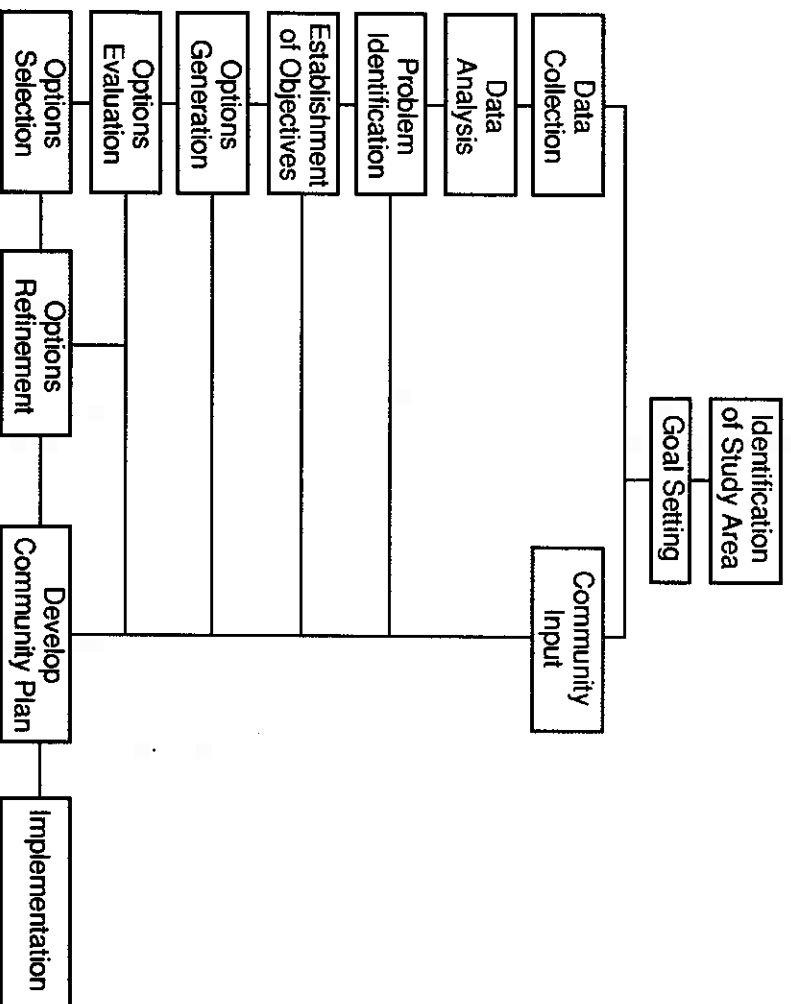 Identification
of Study Area
Goal Setting
Data
Collection
Community
Input
Data
Analysis
Problem
Identification
Establishment
of Objectives
Options
Generation
Options
Evaluation
Options
Selection
Options
Refinement
Develop
Community Plan
Implementation